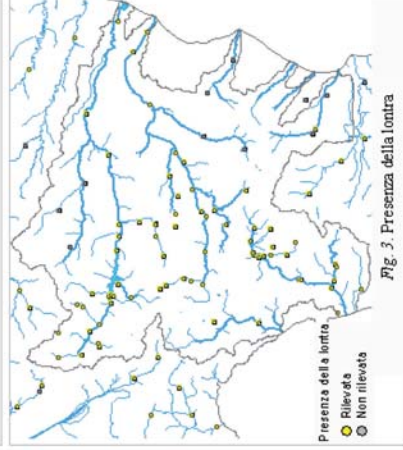 Presenza della lontra
Rilevata
Non rilevata
Fig. 3. Presenza della lontra